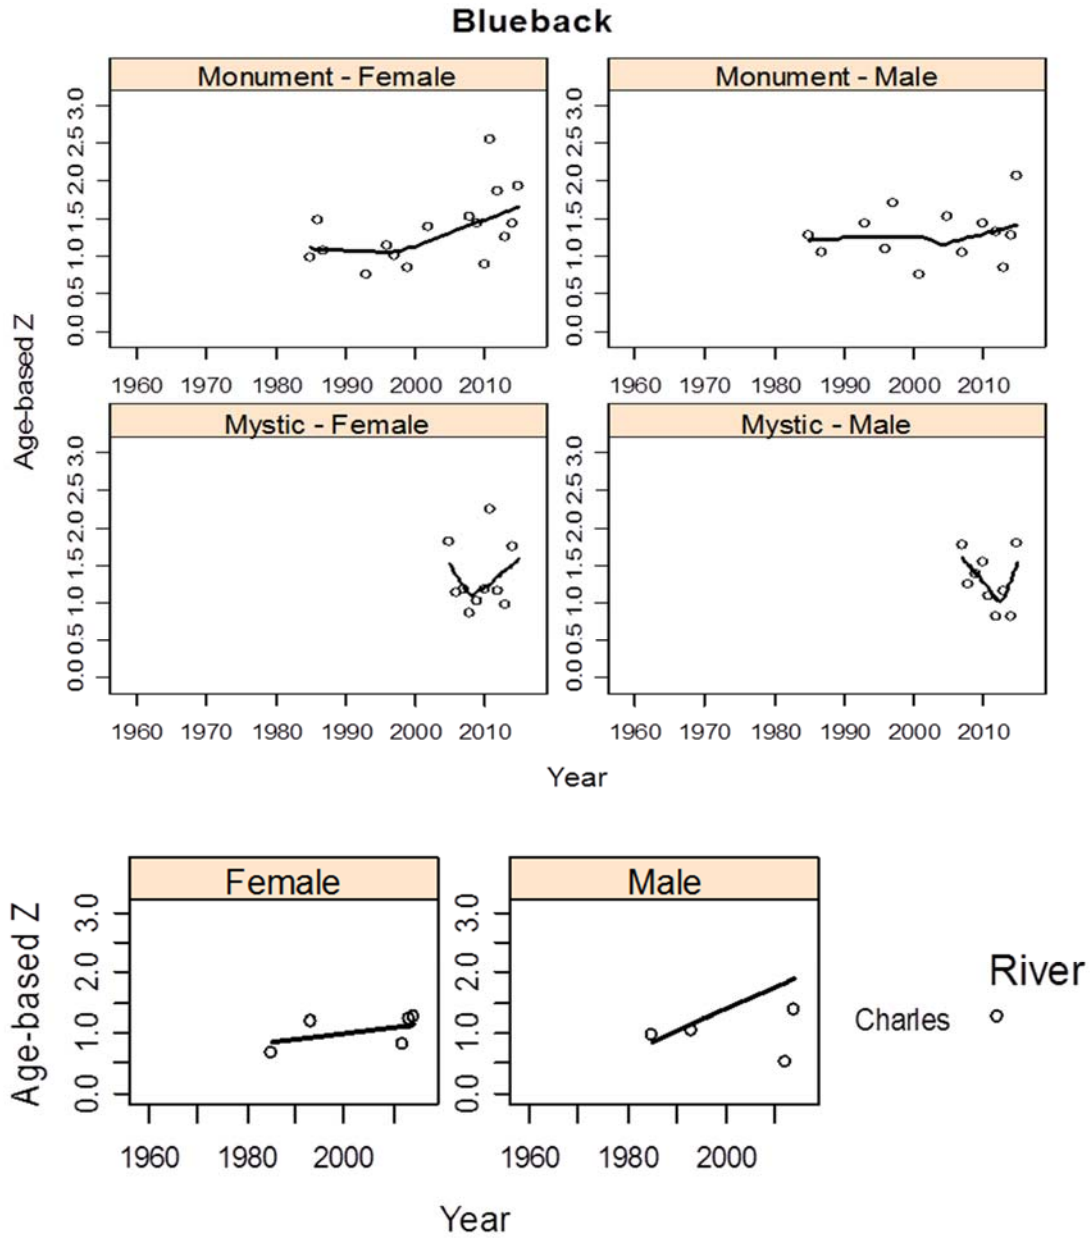 Blueback
Monument - Female
Monument - Male
Age-based Z
0.0 0.5 1.0 1.5 2.0 2.5 3.0
0.0 0.5 1.0 1.5 2.0 2.5 3.0
1960 1970 1980 1990 2000 2010
1960 1970 1980 1990 2000 2010
Mystic - Female
Mystic - Male
0.0 0.5 1.0 1.5 2.0 2.5 3.0
0.0 0.5 1.0 1.5 2.0 2.5 3.0
1960 1970 1980 1990 2000 2010
1960 1970 1980 1990 2000 2010
Year
Female
Male
Age-based Z
0.0 1.0 2.0 3.0
0.0 1.0 2.0 3.0
River
Charles
1960 1980 2000
1960 1980 2000
Year